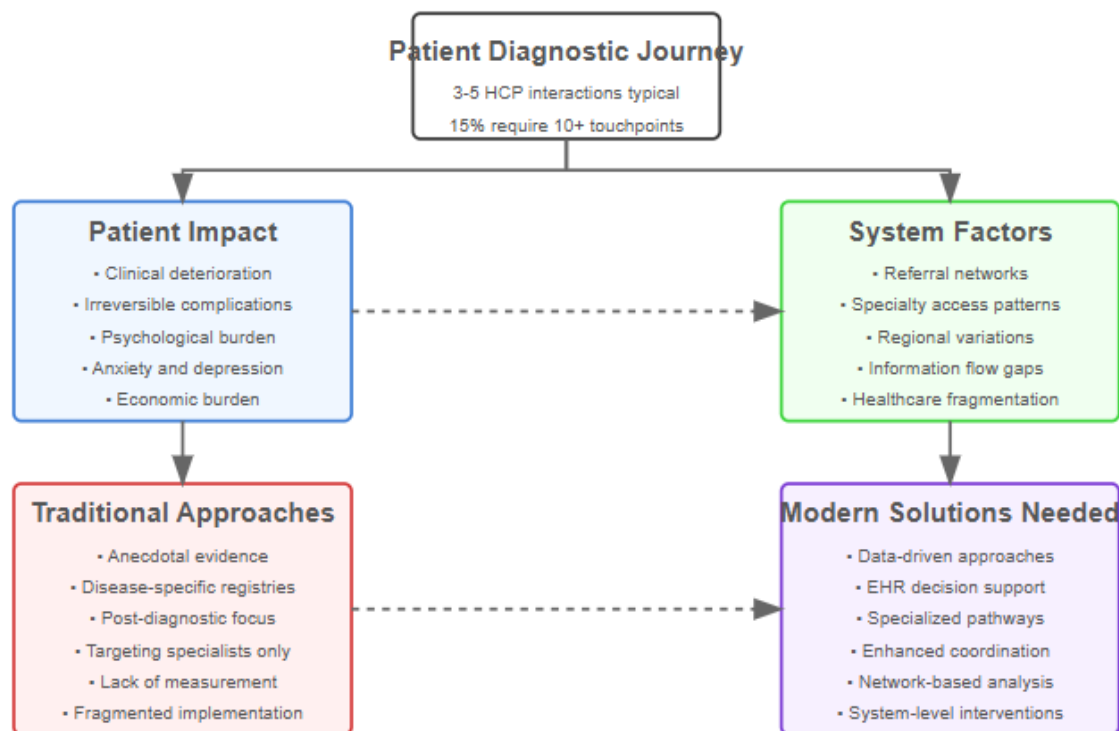 Patient Diagnostic Journey
3-5 HCP interactions typical
15% require 10+ touchpoints
Patient Impact
• Clinical deterioration
• Irreversible complications
• Psychological burden
• Anxiety and depression
• Economic burden
System Factors
• Referral networks
• Specialty access patterns
• Regional variations
• Information flow gaps
• Healthcare fragmentation
Traditional Approaches
• Anecdotal evidence
• Disease-specific registries
• Post-diagnostic focus
• Targeting specialists only
• Lack of measurement
• Fragmented implementation
Modern Solutions Needed
• Data-driven approaches
• EHR decision support
• Specialized pathways
• Enhanced coordination
• Network-based analysis
• System-level interventions